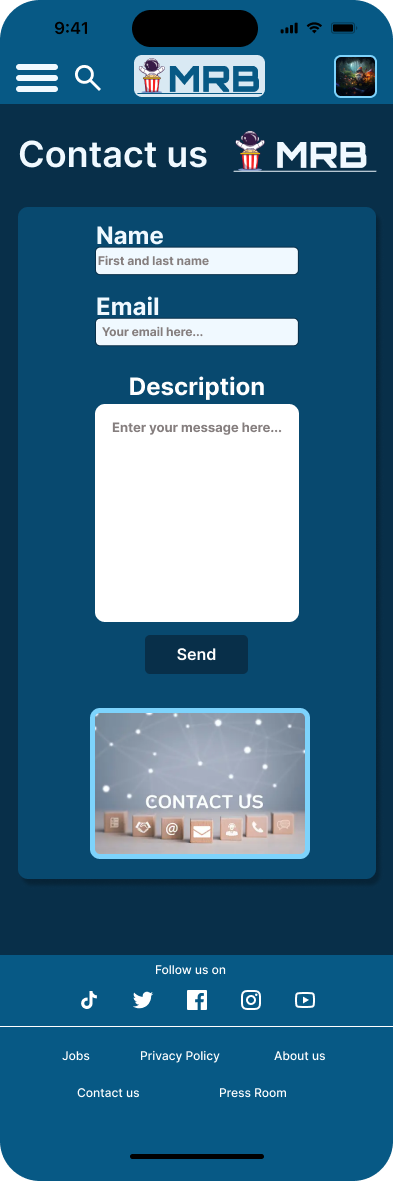 9:41
MRB
Contact us
MRB
Name
First and last name
Email
Your email here...
Description
Enter your message here...
Send
CONTACT US
@
Follow us on
Jobs Privacy Policy About us
Contact us Press Room